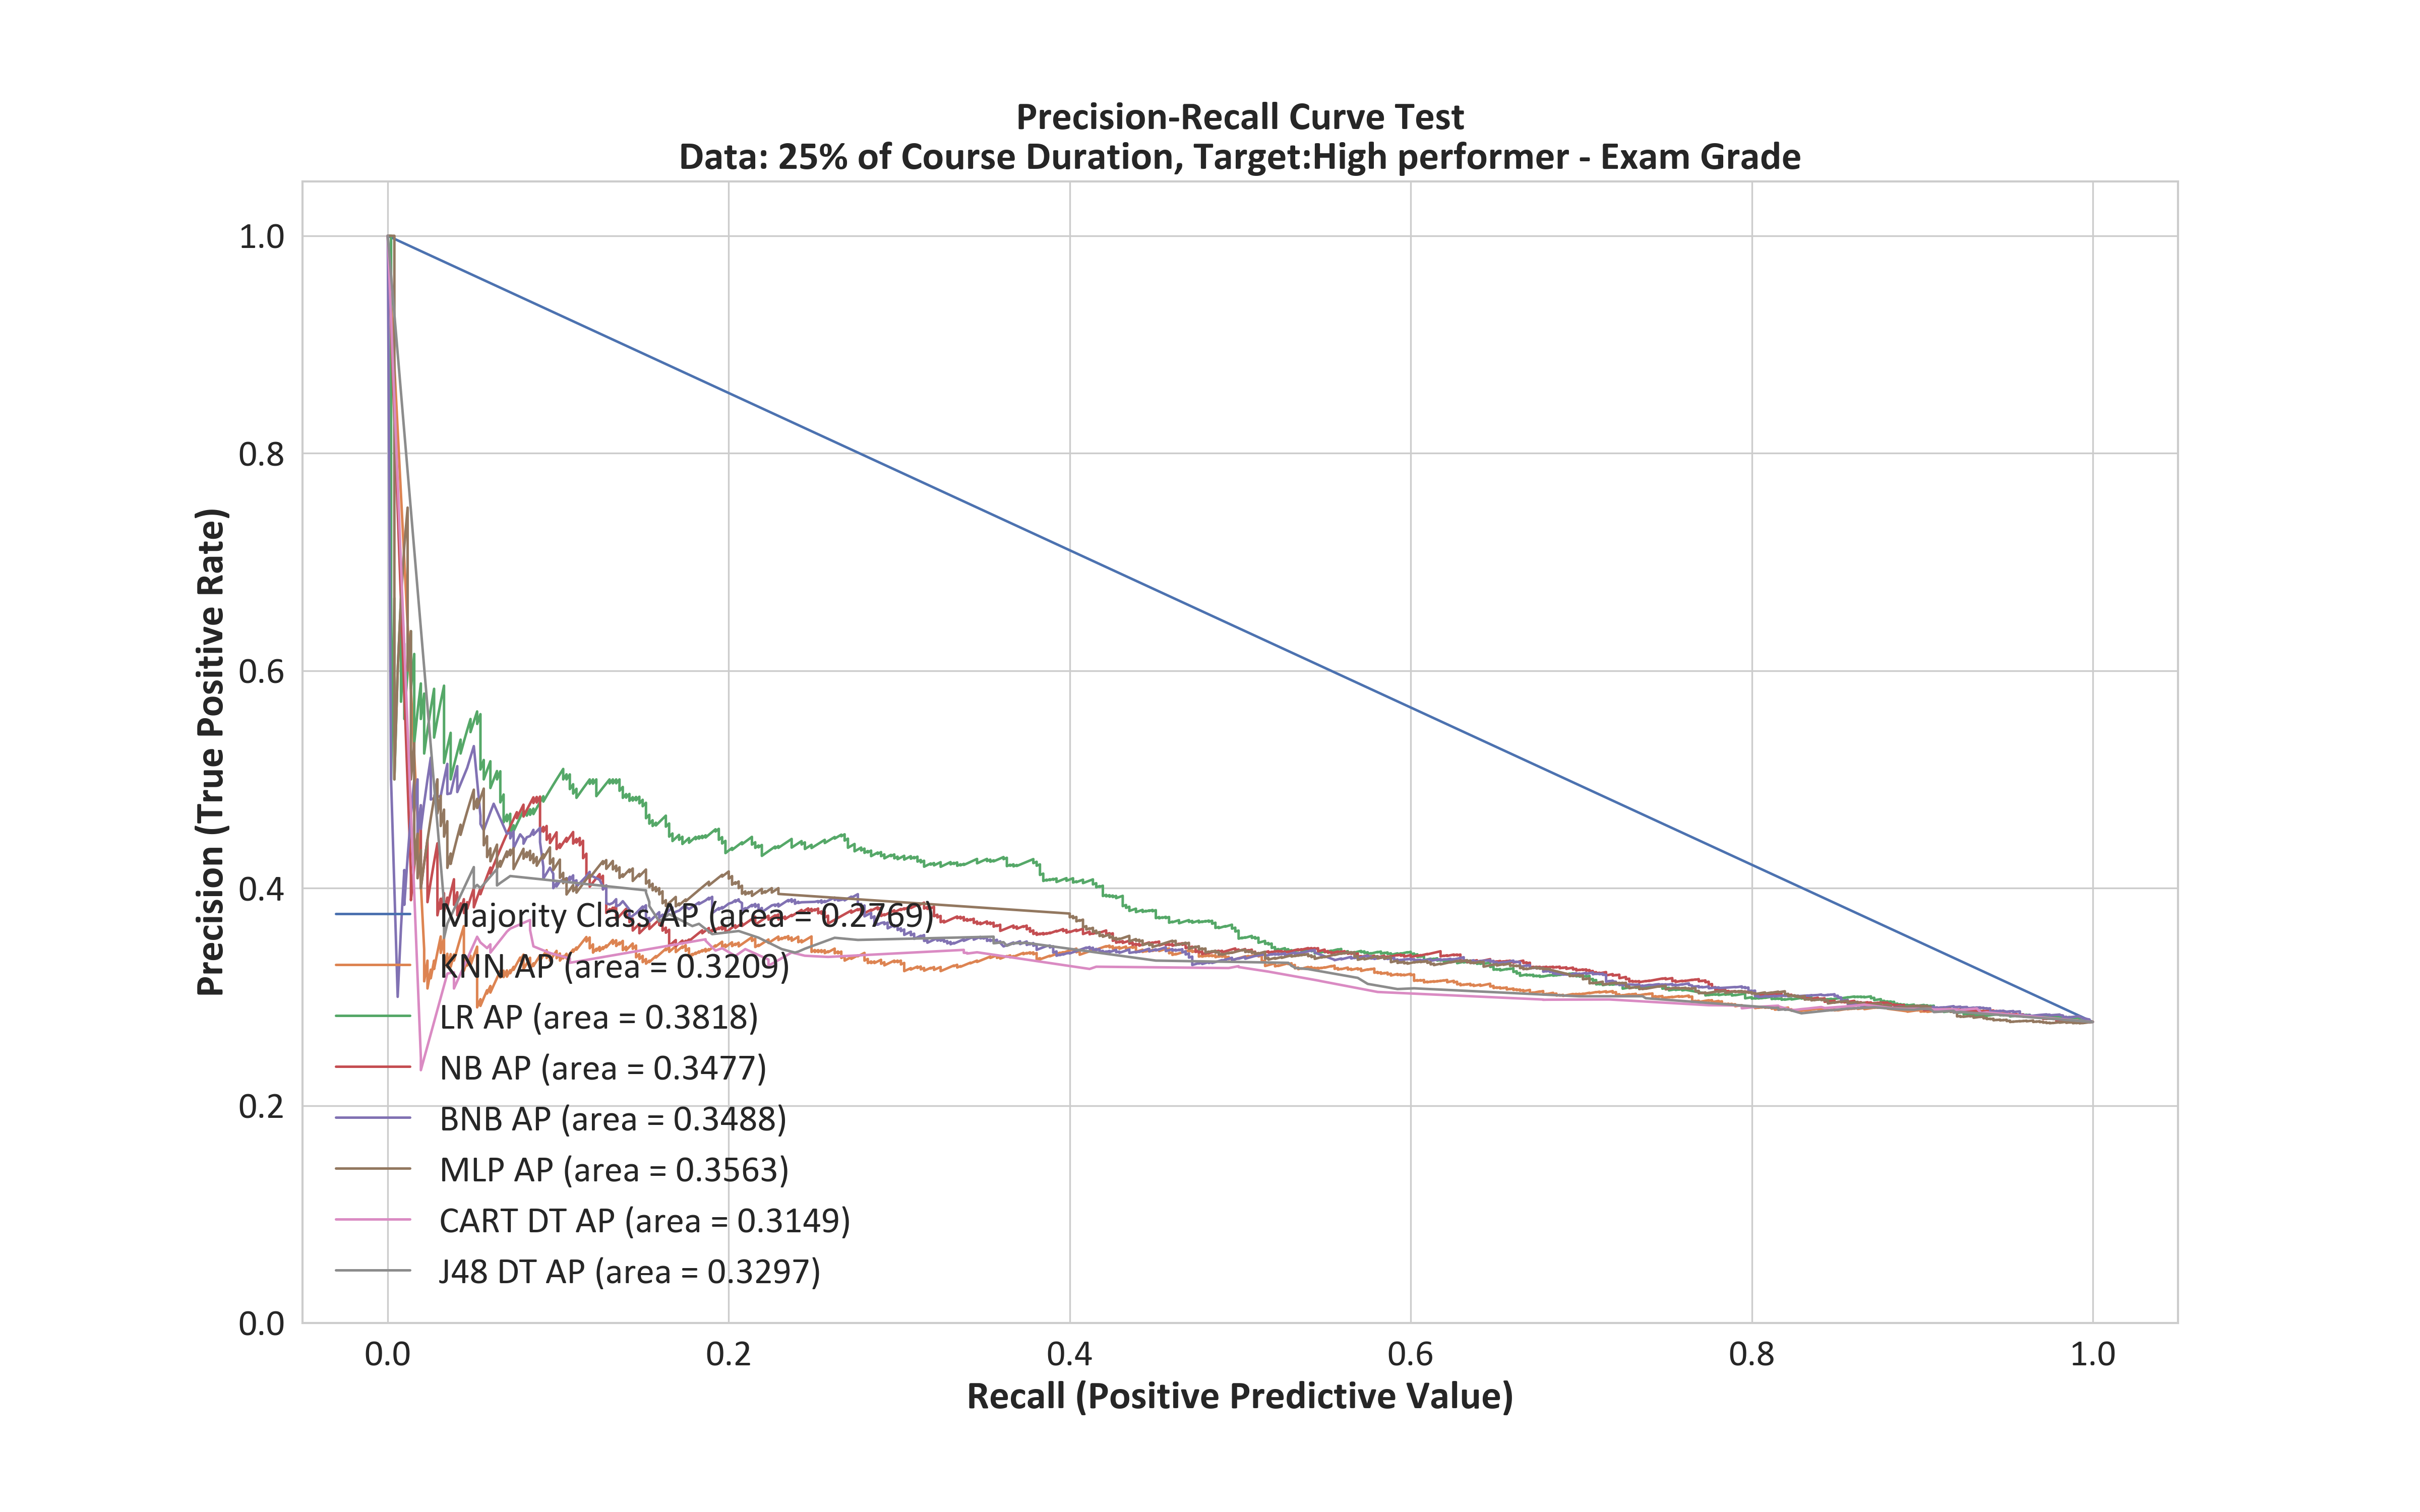 Precision-Recall Curve Test
Data: 25% of Course Duration, Target:High performer - Exam Grade
Precision (True Positive Rate)
1.0
0.8
0.6
0.4
0.2
0.0
Majority Class AP (area = 0.2769)
KNN AP (area = 0.3209)
LR AP (area = 0.3818)
NB AP (area = 0.3477)
BNB AP (area = 0.3488)
MLP AP (area = 0.3563)
CART DT AP (area = 0.3149)
J48 DT AP (area = 0.3297)
0.0 0.2 0.4 0.6 0.8 1.0
Recall (Positive Predictive Value)